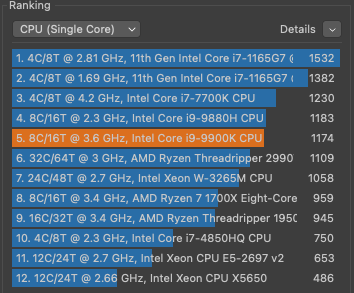 Ranking
CPU (Single Core)
Details
1. 4C/8T @ 2.81 GHz, 11th Gen Intel Core i7-1165G7 @ 1532
2. 4C/8T @ 1.69 GHz, 11th Gen Intel Core i7-1165G7 ( 1382
3. 4C/8T @ 4.2 GHz, Intel Core i7-7700K CPU 1230
4. 8C/16T @ 2.3 GHz, Intel Core i9-9880H CPU 1183
5. 8C/16T @ 3.6 GHz, Intel Core i9-9900K CPU 1174
6. 32C/64T @ 3 GHz, AMD Ryzen Threadripper 2990 1109
7. 24C/48T @ 2.7 GHz, Intel Xeon W-3265M CPU 1058
8. 8C/16T @ 3.4 GHz, AMD Ryzen 7 1700X Eight-Core 959
9. 16C/32T @ 3.4 GHz, AMD Ryzen Threadripper 1950 945
10. 4C/8T @ 2.3 GHz, Intel Core i7-4850HQ CPU 750
11. 12C/24T @ 2.7 GHz, Intel Xeon CPU E5-2697 v2 653
12. 12C/24T @ 2.66 GHz, Intel Xeon CPU X5650 486